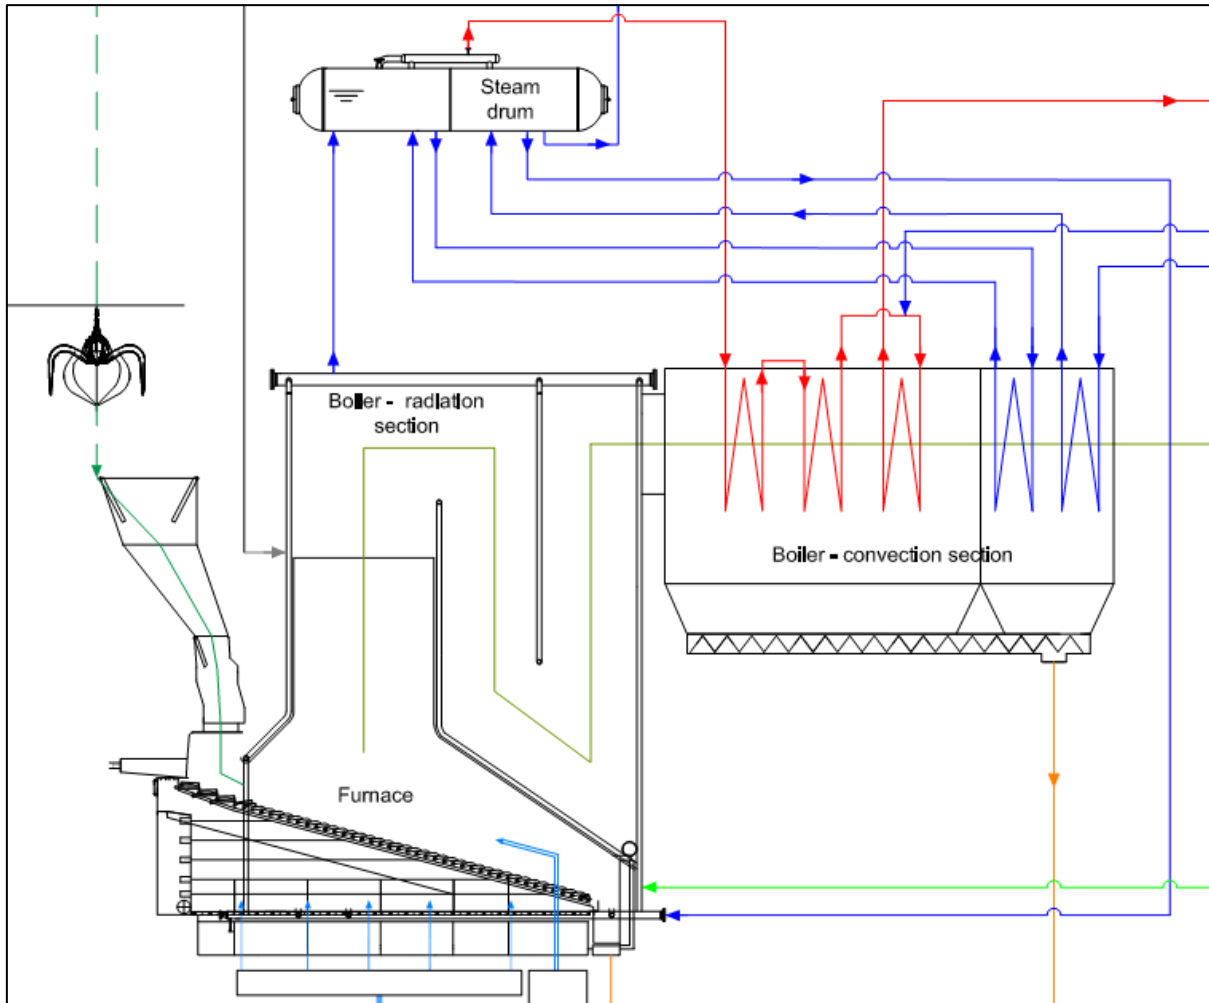 Steam
drum
Boiler - radiation
section
Boiler - convection section
Furnace